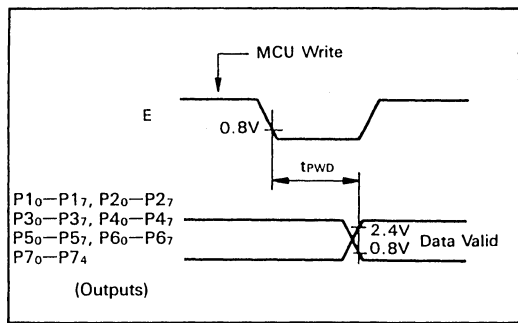 MCU Write
E
0.8V
tPWD
P1₀—P1₇, P2₀—P2₇
P3₀—P3₇, P4₀—P4₇
P5₀—P5₇, P6₀—P6₇
P7₀—P7₄
2.4V
0.8V
Data Valid
(Outputs)